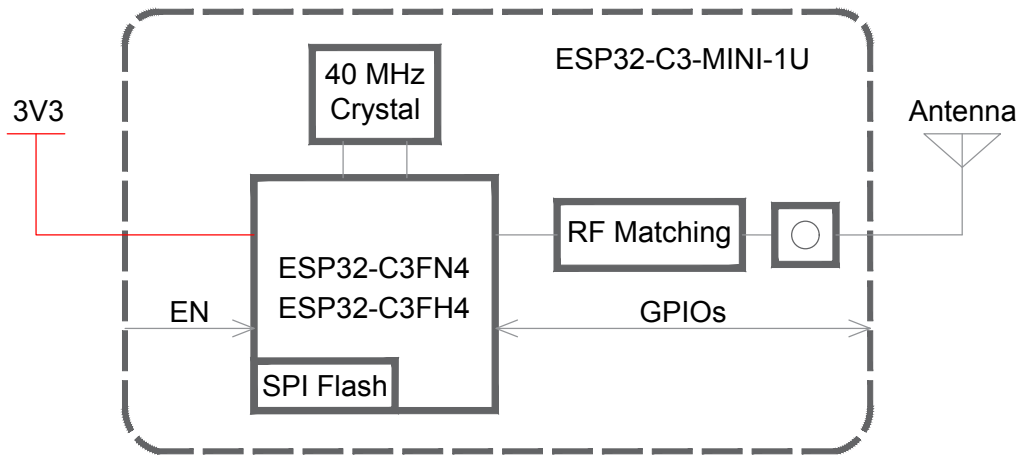 ESP32-C3-MINI-1U
40 MHz
Crystal
3V3
Antenna
RF Matching
ESP32-C3FN4
ESP32-C3FH4
EN
GPIOs
SPI Flash